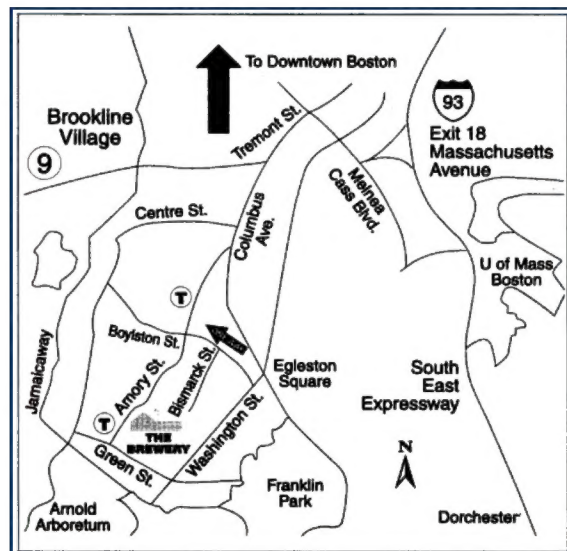 To Downtown Boston
93
Exit 18
Massachusetts
Avenue
Brookline
Village
9
Tremont St.
Melnea
Cass Blvd.
Centre St.
Columbus
Ave.
U of Mass
Boston
T
Boylston St.
Jamaicaway
Amory St.
Bismarck St.
Egleston
Square
South
East
Expressway
T
THE
BREWERY
Washington St.
Green St.
N
Franklin
Park
Arnold
Arboretum
Dorchester